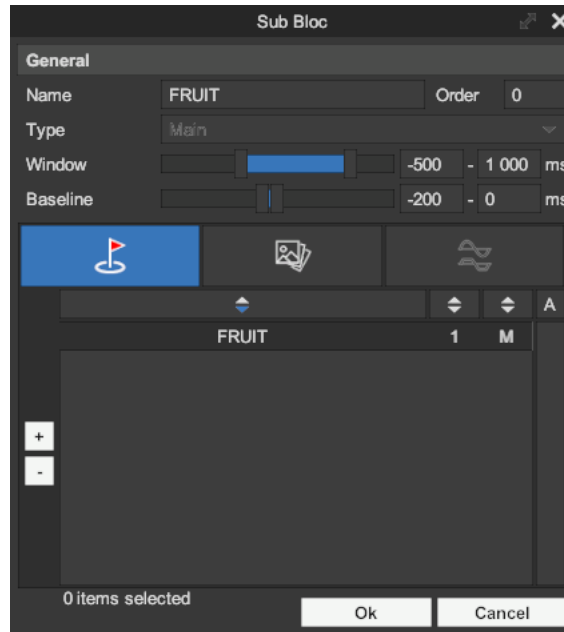 Sub Bloc
General
Name FRUIT Order 0
Type Main
Window -500 - 1 000 ms
Baseline -200 - 0 ms
A
FRUIT 1 M
+
-
0 items selected
Ok Cancel